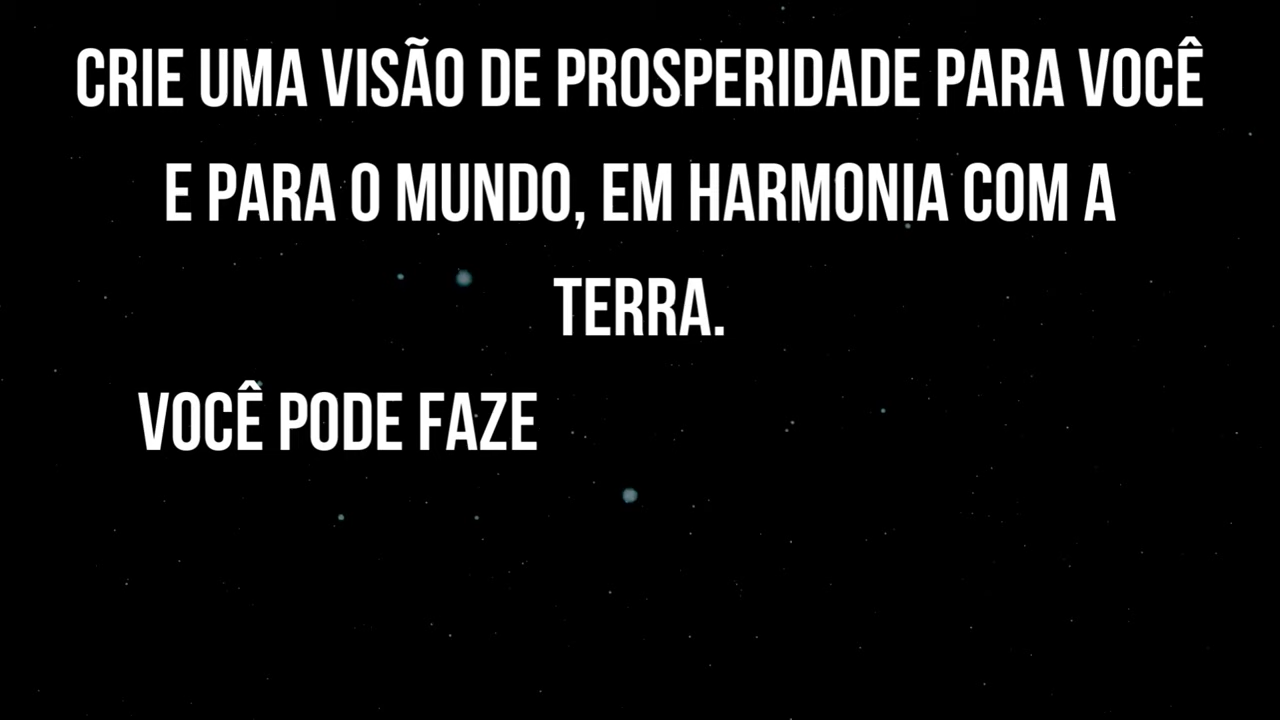 CRIE UMA VISÃO DE PROSPERIDADE PARA VOCÊ
E PARA O MUNDO, EM HARMONIA COM A
TERRA.
VOCÊ PODE FAZE